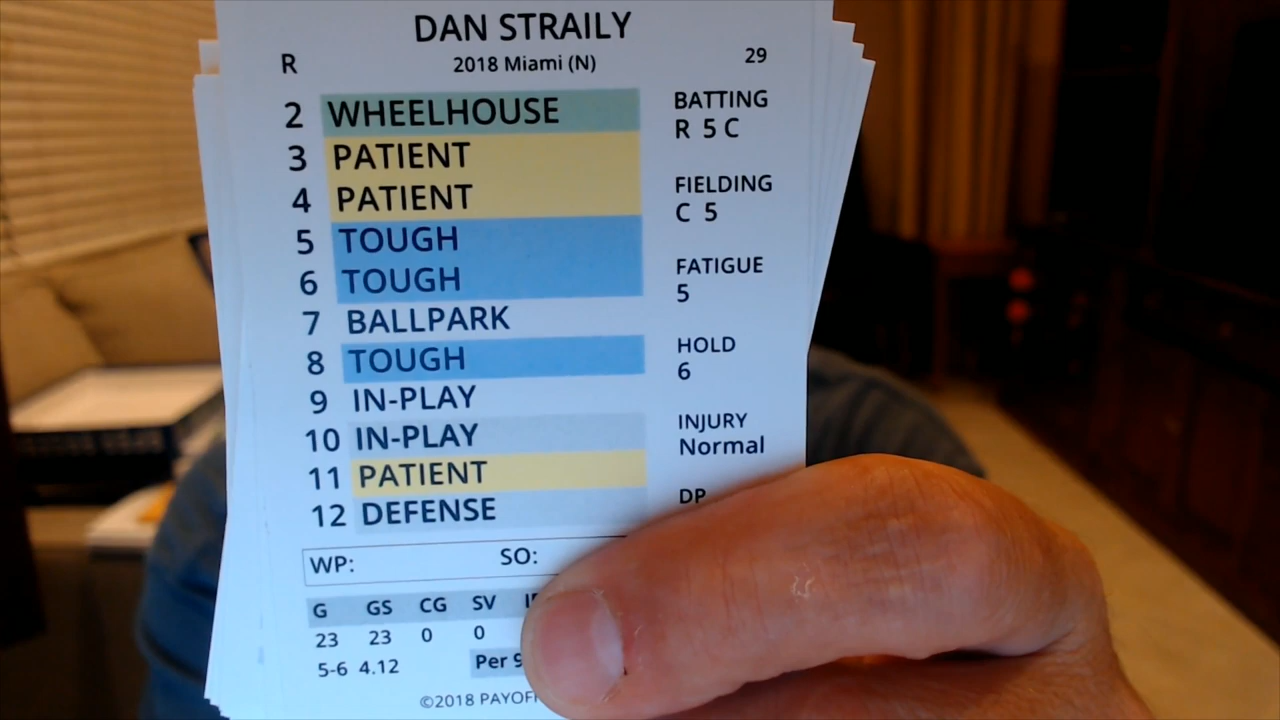 DAN STRAILY
R 2018 Miami (N) 29
2 WHEELHOUSE
3 PATIENT
4 PATIENT
5 TOUGH
6 TOUGH
7 BALLPARK
8 TOUGH
9 IN-PLAY
10 IN-PLAY
11 PATIENT
12 DEFENSE
BATTING
R 5 C
FIELDING
C 5
FATIGUE
5
HOLD
6
INJURY
Normal
DP
WP: SO:
G GS CG SV
23 23 0 0
5-6 4.12 Per 9
©2018